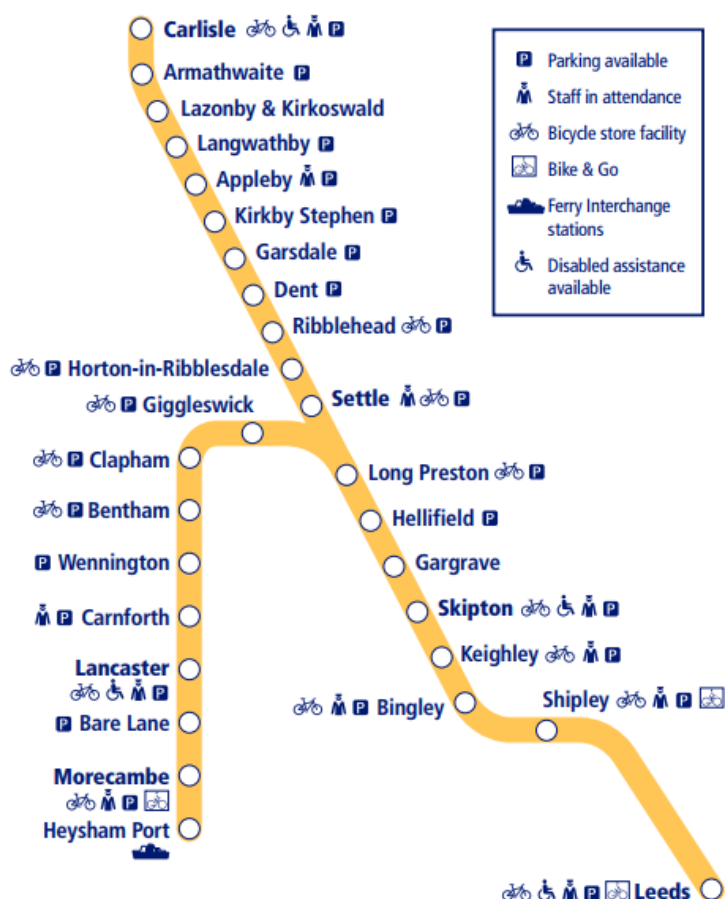 Carlisle
Armathwaite P
Lazonby & Kirkoswald
Langwathby P
Appleby P
Kirkby Stephen P
Garsdale P
Dent P
Ribblehead P
P Horton-in-Ribblesdale
Settle P
P Giggleswick
P Clapham
P Bentham
P Wennington
P Carnforth
Lancaster
P
P Bare Lane
Morecambe
P
Heysham Port
Long Preston P
Hellifield P
Gargrave
Skipton P
Keighley P
P Bingley
Shipley P
P Leeds
P Parking available
Staff in attendance
Bicycle store facility
Bike & Go
Ferry Interchange
stations
Disabled assistance
available